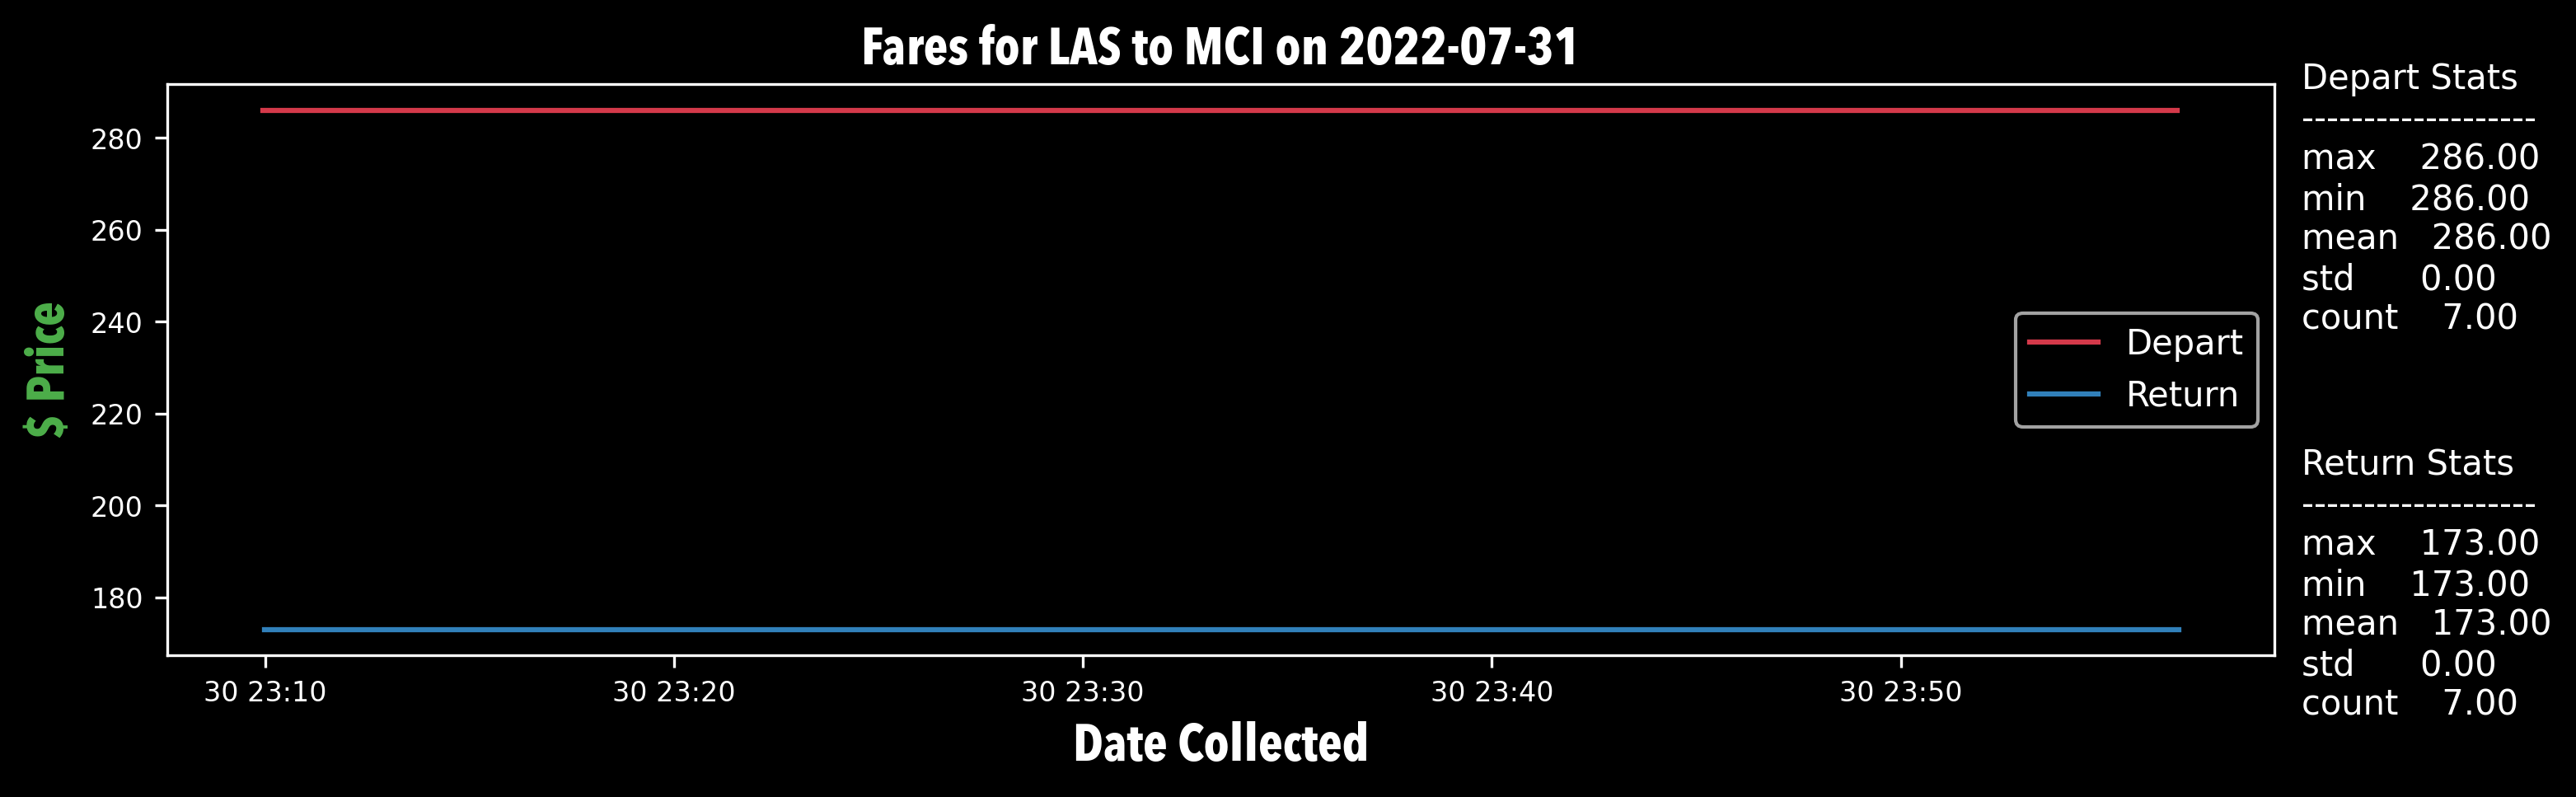 Fares for LAS to MCI on 2022-07-31
$ Price
280
260
240
220
200
180
30 23:10
30 23:20
30 23:30
30 23:40
30 23:50
Date Collected
Depart
Return
Depart Stats
-------------------
max 286.00
min 286.00
mean 286.00
std 0.00
count 7.00
Return Stats
-------------------
max 173.00
min 173.00
mean 173.00
std 0.00
count 7.00